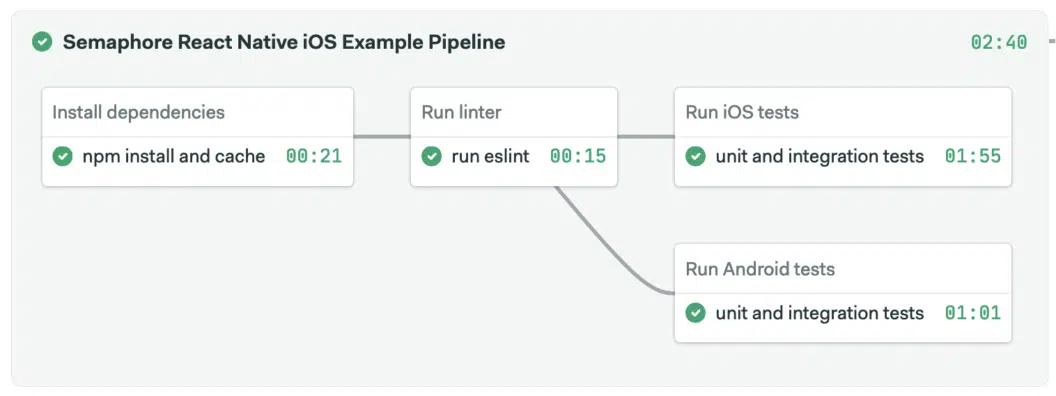 Semaphore React Native iOS Example Pipeline 02:40
Install dependencies
npm install and cache 00:21
Run linter
run eslint 00:15
Run iOS tests
unit and integration tests 01:55
Run Android tests
unit and integration tests 01:01